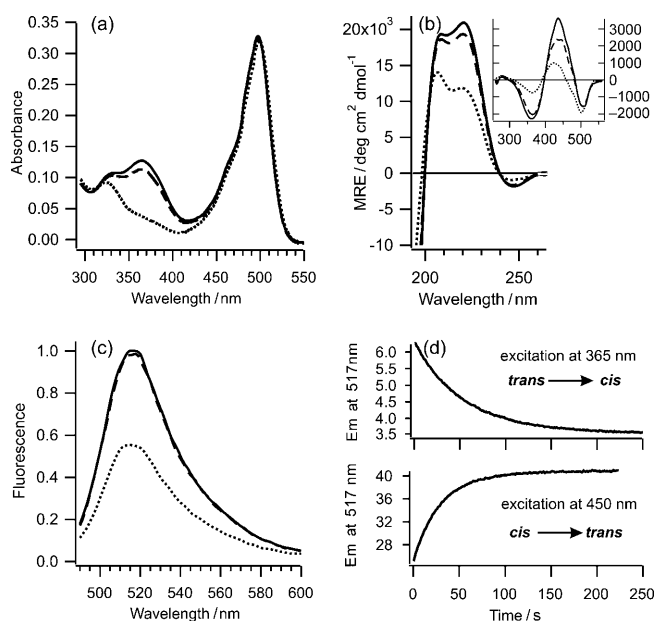 (a)
0.35
0.30
0.25
0.20
0.15
0.10
0.05
0.00
Absorbance
300 350 400 450 500 550
Wavelength / nm
(b)
20x10³
15
10
5
0
-5
-10
MRE / deg cm² dmol⁻¹
200 220 250
Wavelength / nm
3000
2000
1000
0
-1000
-2000
300 400 500
(c)
1.0
0.8
0.6
0.4
0.2
0.0
Fluorescence
500 520 540 560 580 600
Wavelength / nm
(d)
6.0
5.5
5.0
4.5
4.0
3.5
Em at 517nm
excitation at 365 nm
trans cis
40
36
32
28
Em at 517 nm
excitation at 450 nm
cis trans
0 50 100 150 200 250
Time / s